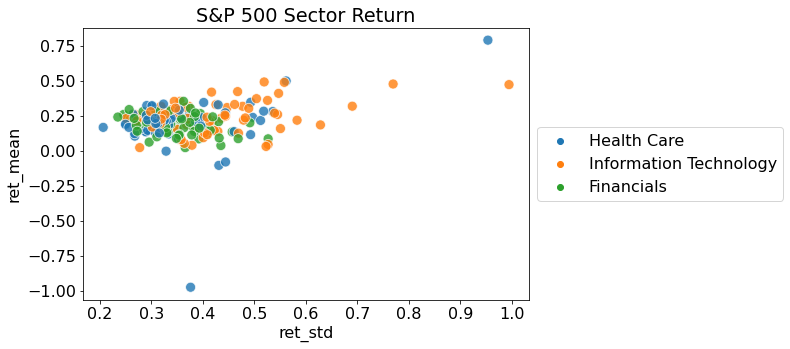 S&P 500 Sector Return
ret_mean
0.75
0.50
0.25
0.00
−0.25
−0.50
−0.75
−1.00
0.2 0.3 0.4 0.5 0.6 0.7 0.8 0.9 1.0
ret_std
Health Care
Information Technology
Financials